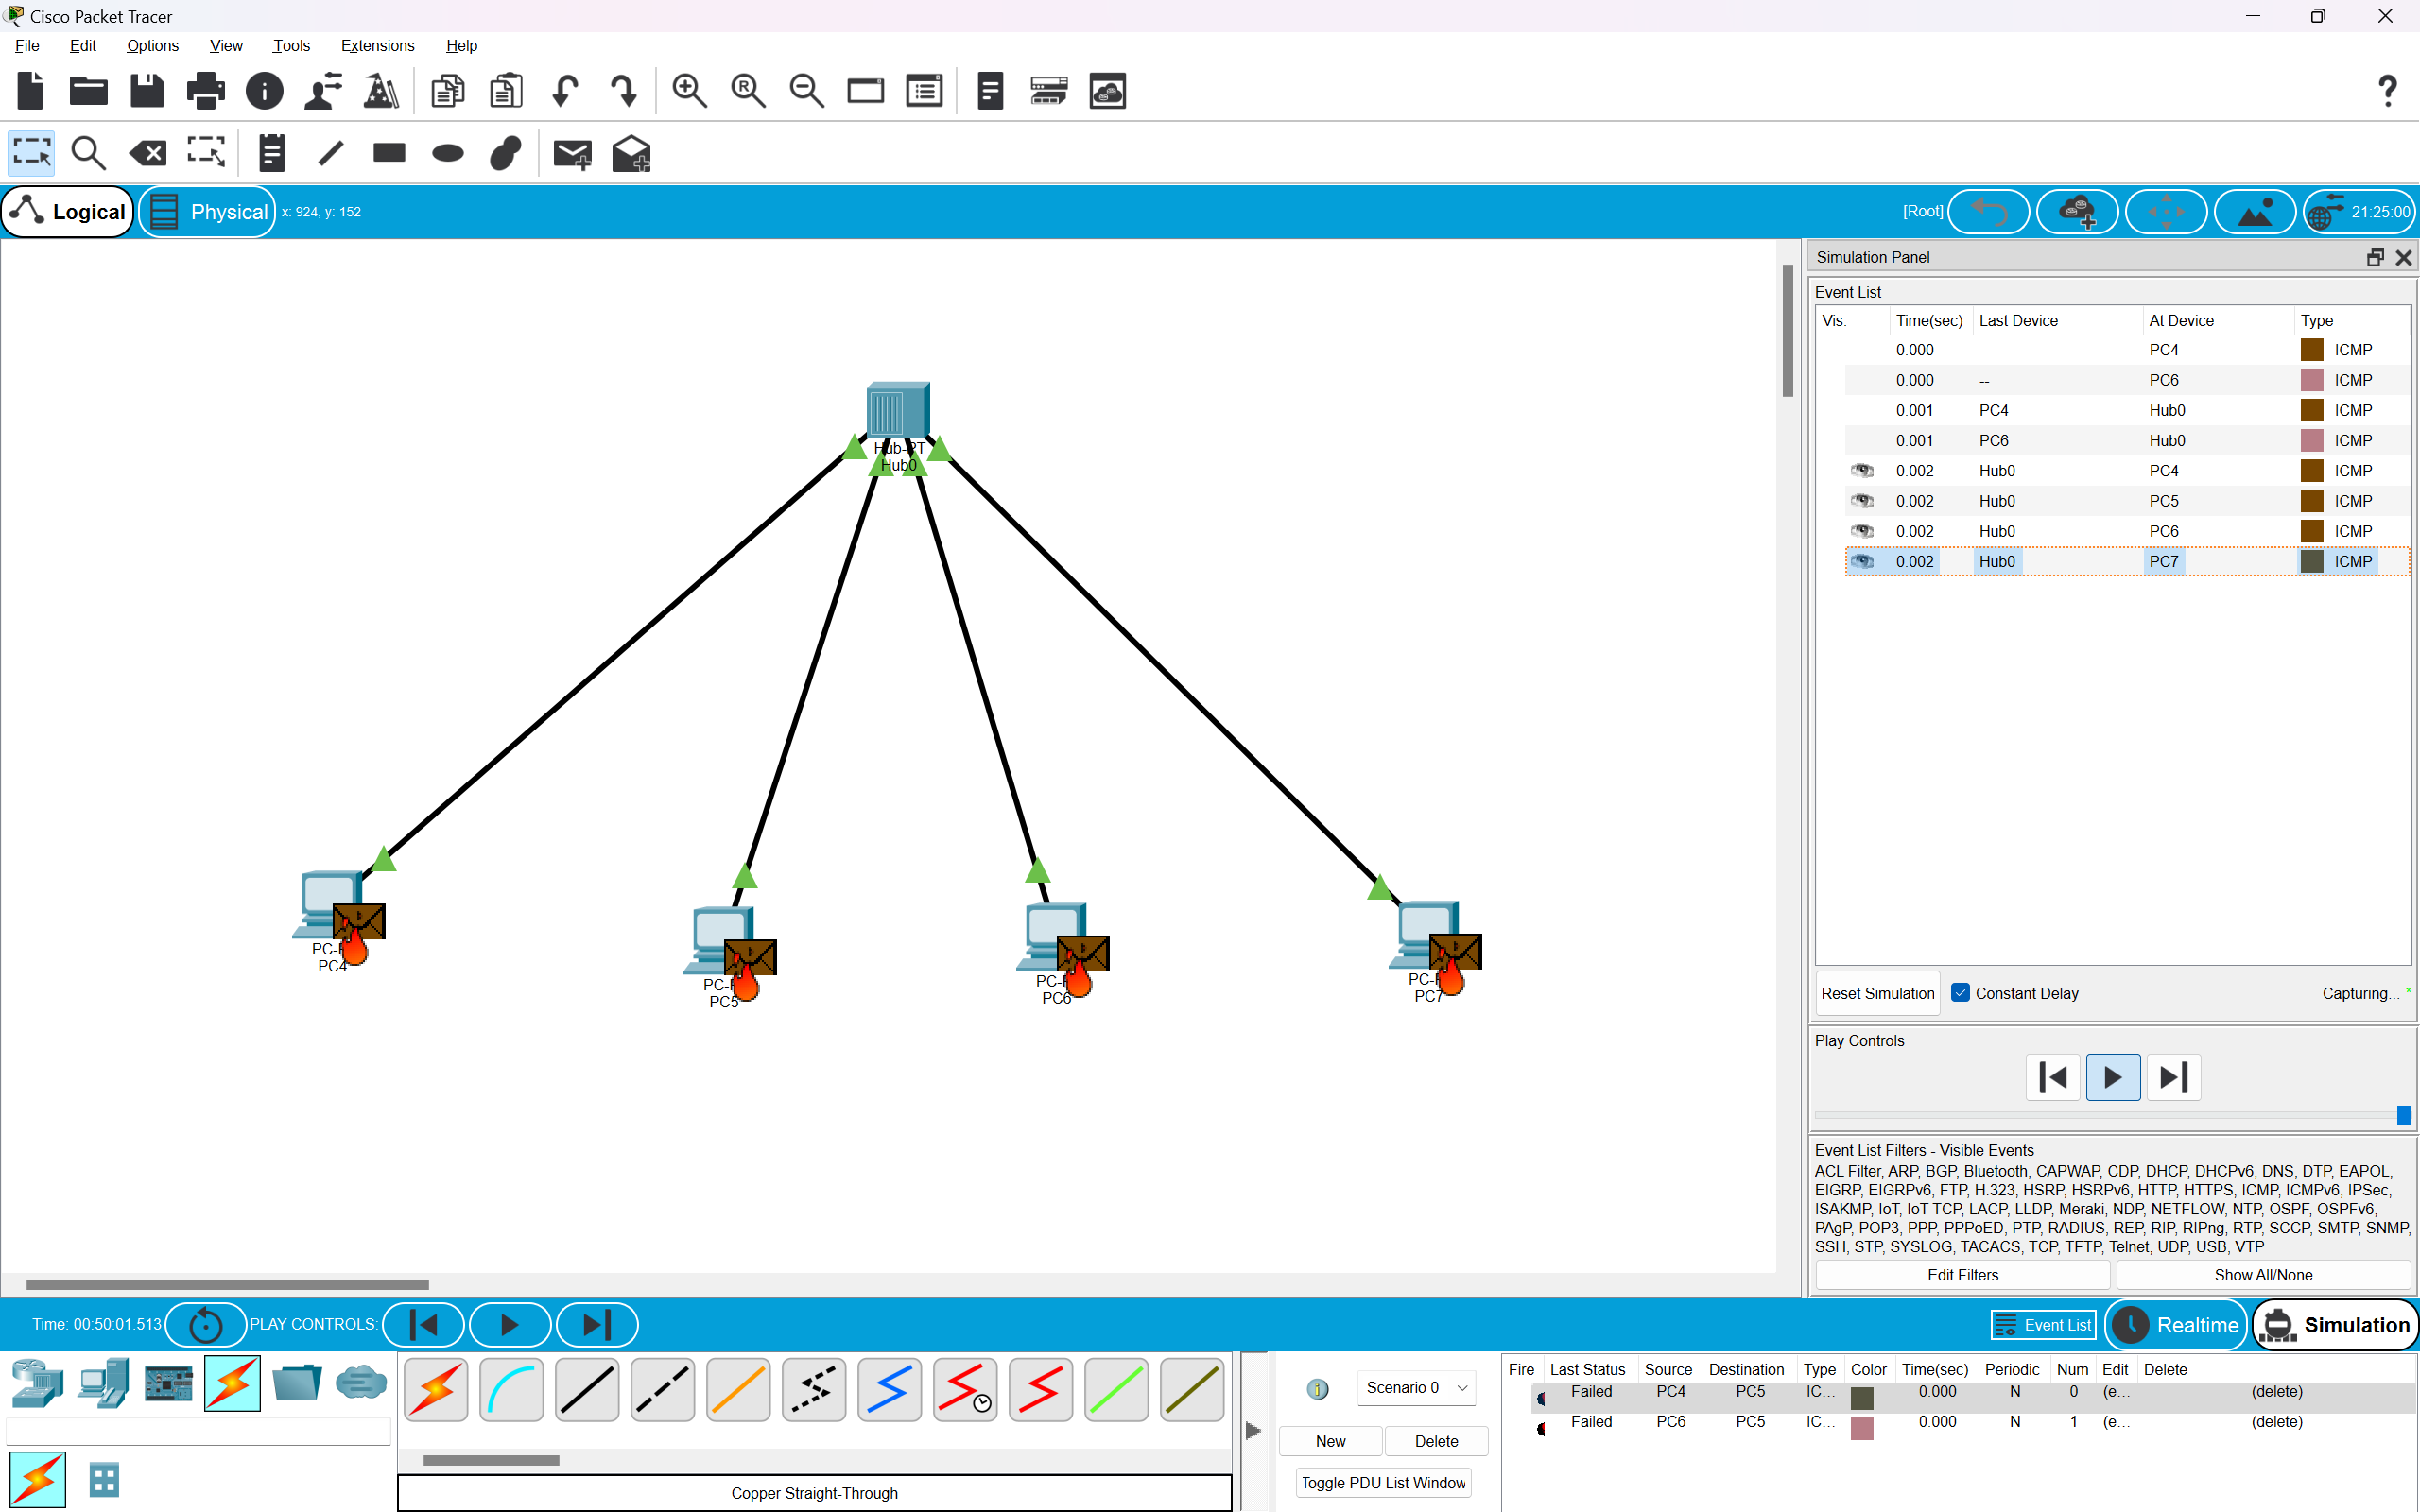 Cisco Packet Tracer
File Edit Options View Tools Extensions Help
Logical Physical x: 924, y: 152 [Root] 21:25:00
Hub-PT
Hub0
PC4
PC5
PC6
PC7
Simulation Panel
Event List
Vis. Time(sec) Last Device At Device Type
0.000 -- PC4 ICMP
0.000 -- PC6 ICMP
0.001 PC4 Hub0 ICMP
0.001 PC6 Hub0 ICMP
0.002 Hub0 PC4 ICMP
0.002 Hub0 PC5 ICMP
0.002 Hub0 PC6 ICMP
0.002 Hub0 PC7 ICMP
Reset Simulation Constant Delay Capturing... *
Play Controls
Event List Filters - Visible Events
ACL Filter, ARP, BGP, Bluetooth, CAPWAP, CDP, DHCP, DHCPv6, DNS, DTP, EAPOL,
EIGRP, EIGRPv6, FTP, H.323, HSRP, HSRPv6, HTTP, HTTPS, ICMP, ICMPv6, IPSec,
ISAKMP, IoT, IoT TCP, LACP, LLDP, Meraki, NDP, NETFLOW, NTP, OSPF, OSPFv6,
PAgP, POP3, PPP, PPPoED, PTP, RADIUS, REP, RIP, RIPng, RTP, SCCP, SMTP, SNMP,
SSH, STP, SYSLOG, TACACS, TCP, TFTP, Telnet, UDP, USB, VTP
Edit Filters Show All/None
Time: 00:50:01.513 PLAY CONTROLS: Event List Realtime Simulation
Scenario 0
New Delete
Toggle PDU List Window
Fire Last Status Source Destination Type Color Time(sec) Periodic Num Edit Delete
Failed PC4 PC5 IC... 0.000 N 0 (e... (delete)
Failed PC6 PC5 IC... 0.000 N 1 (e... (delete)
Copper Straight-Through